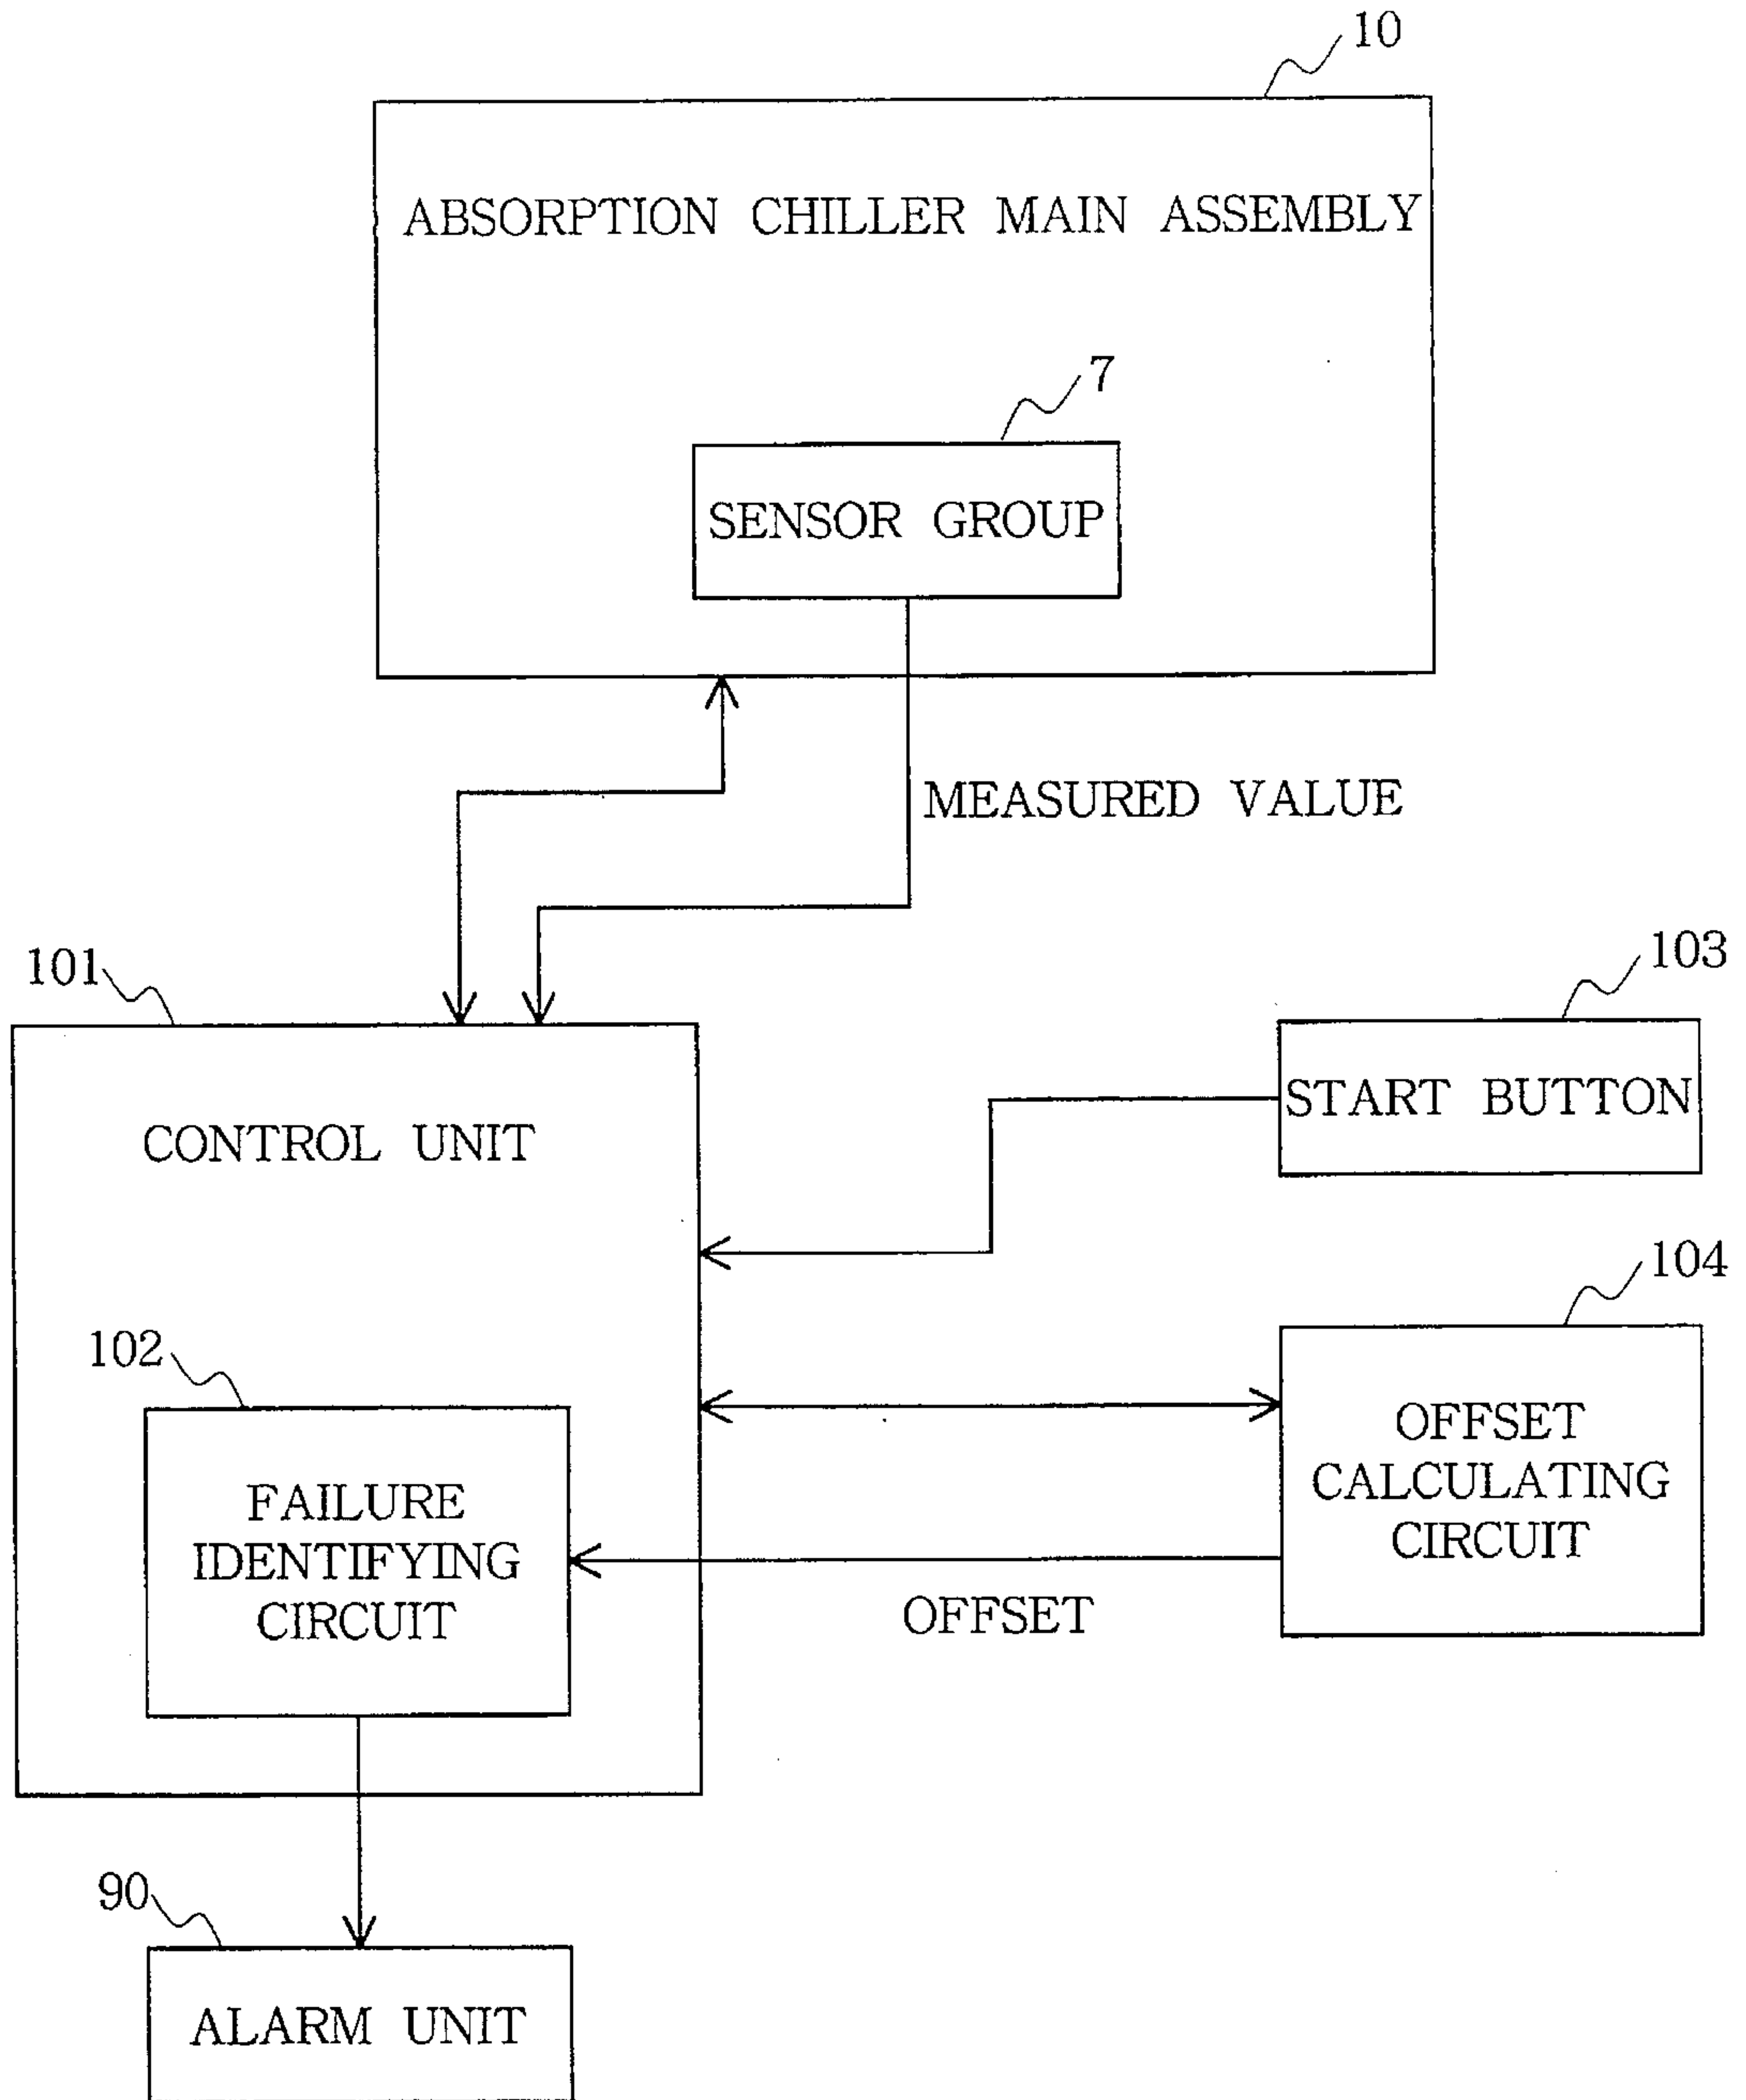 10
ABSORPTION CHILLER MAIN ASSEMBLY
7
SENSOR GROUP
MEASURED VALUE
101
103
CONTROL UNIT
START BUTTON
104
102
OFFSET
CALCULATING
CIRCUIT
FAILURE
IDENTIFYING
CIRCUIT
OFFSET
90
ALARM UNIT